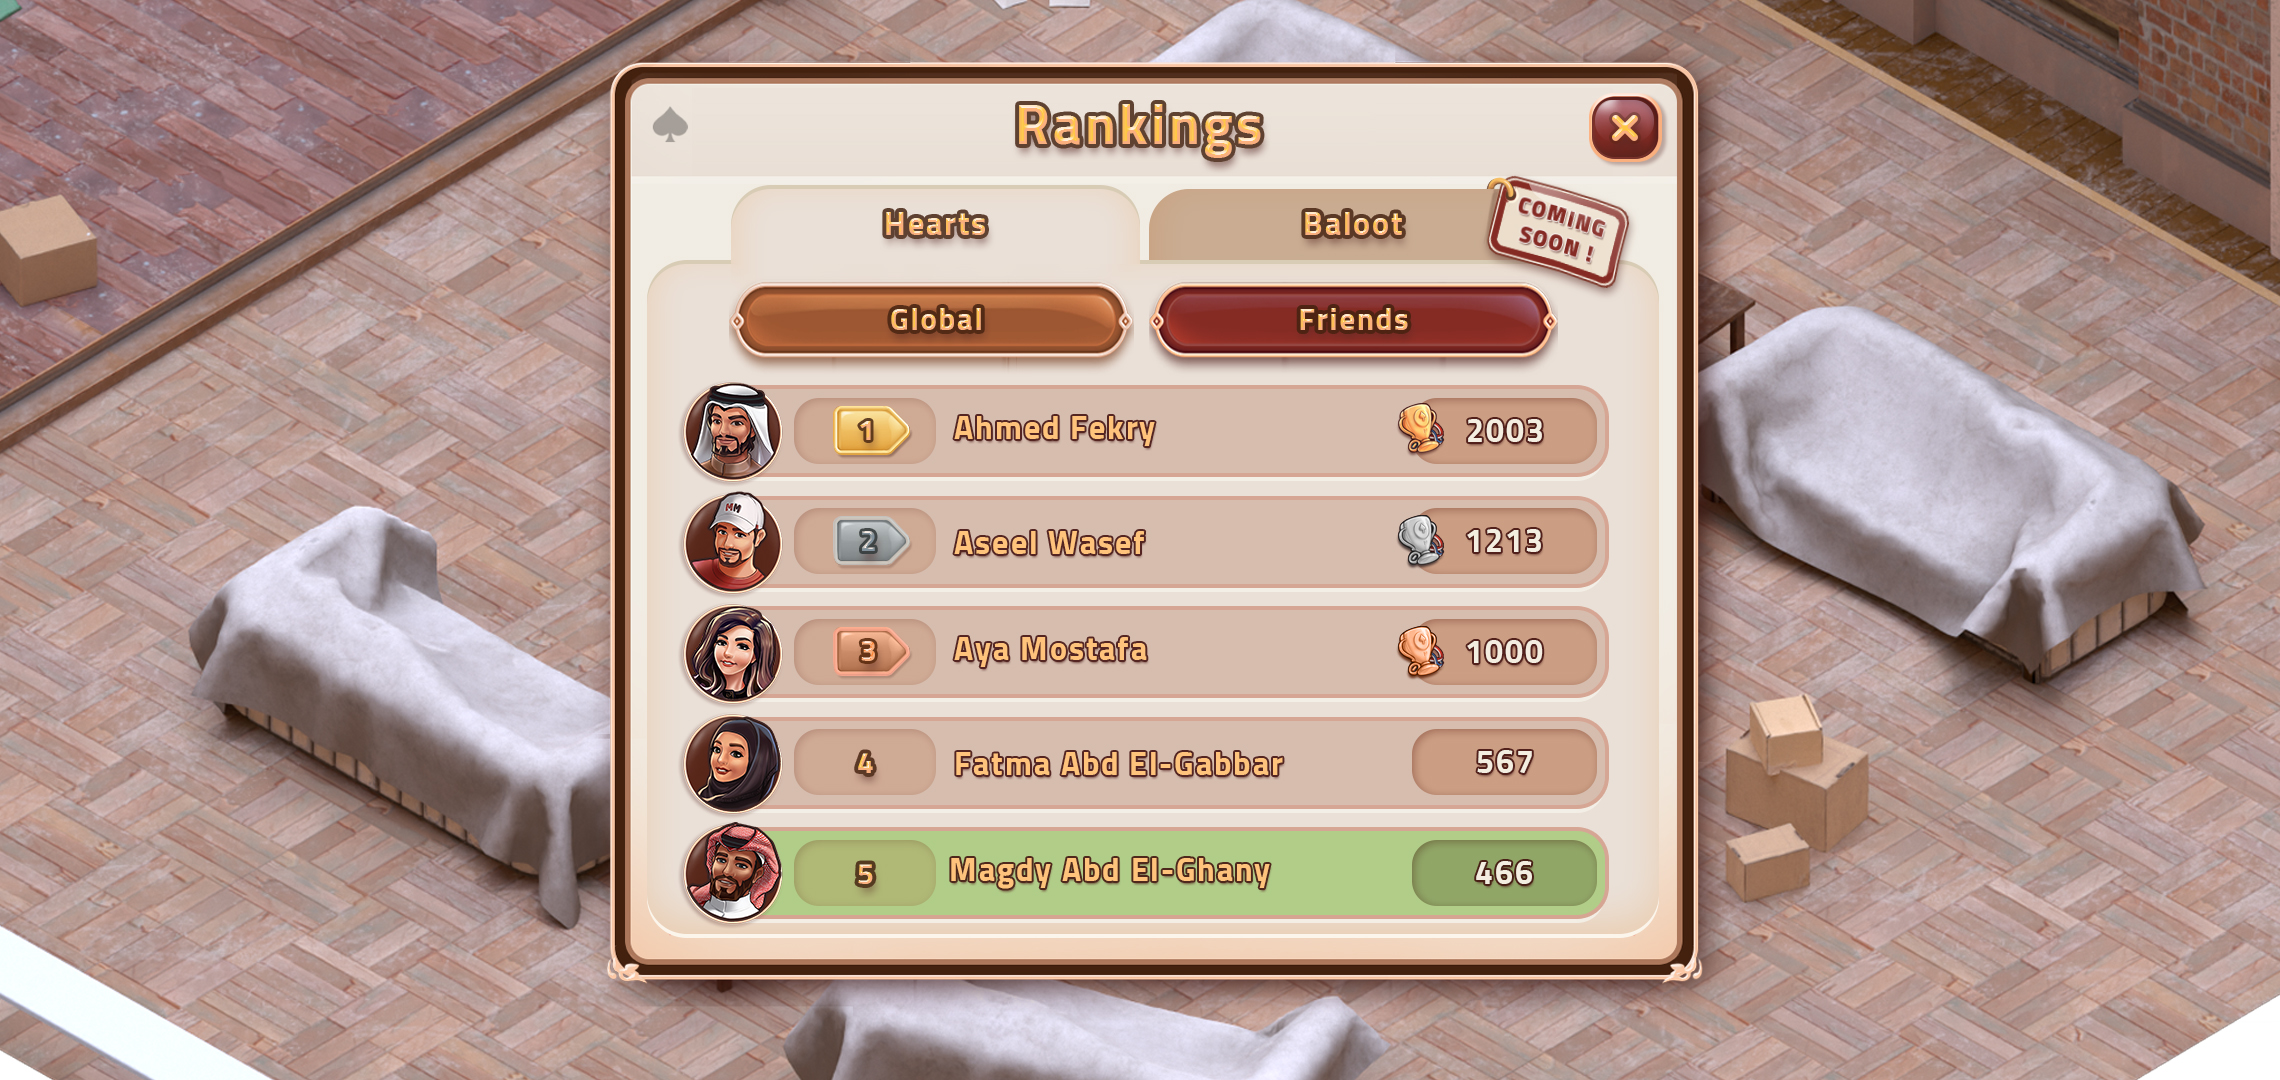 Rankings
Hearts
Baloot
COMING
SOON !
Global
Friends
1 Ahmed Fekry 2003
MM
2 Aseel Wasef 1213
3 Aya Mostafa 1000
4 Fatma Abd El-Gabbar 567
5 Magdy Abd El-Ghany 466